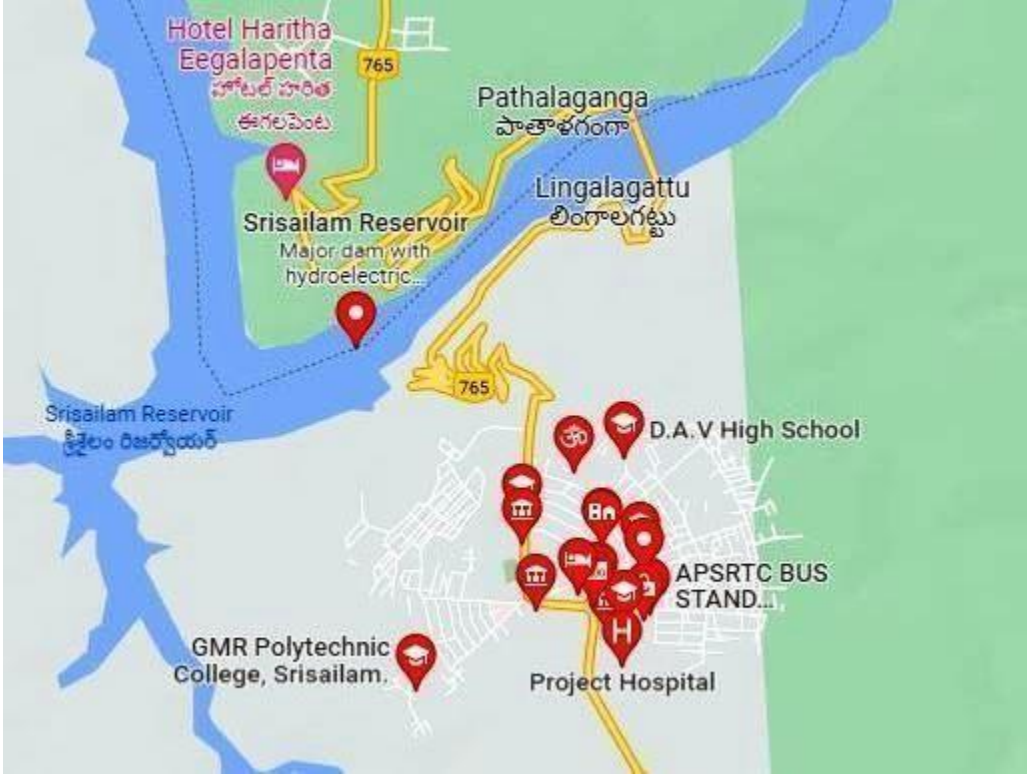 Hotel Haritha
Eegalapenta
హోటల్ హరిత
ఈగలపెంట
765
Pathalaganga
పాతాళగంగా
Lingalagattu
లింగాలగట్టు
Srisailam Reservoir
Major dam with
hydroelectric...
765
Srisailam Reservoir
శ్రీశైలం రిజర్వోయర్
D.A.V High School
APSRTC BUS
STAND...
GMR Polytechnic
College, Srisailam.
H
Project Hospital